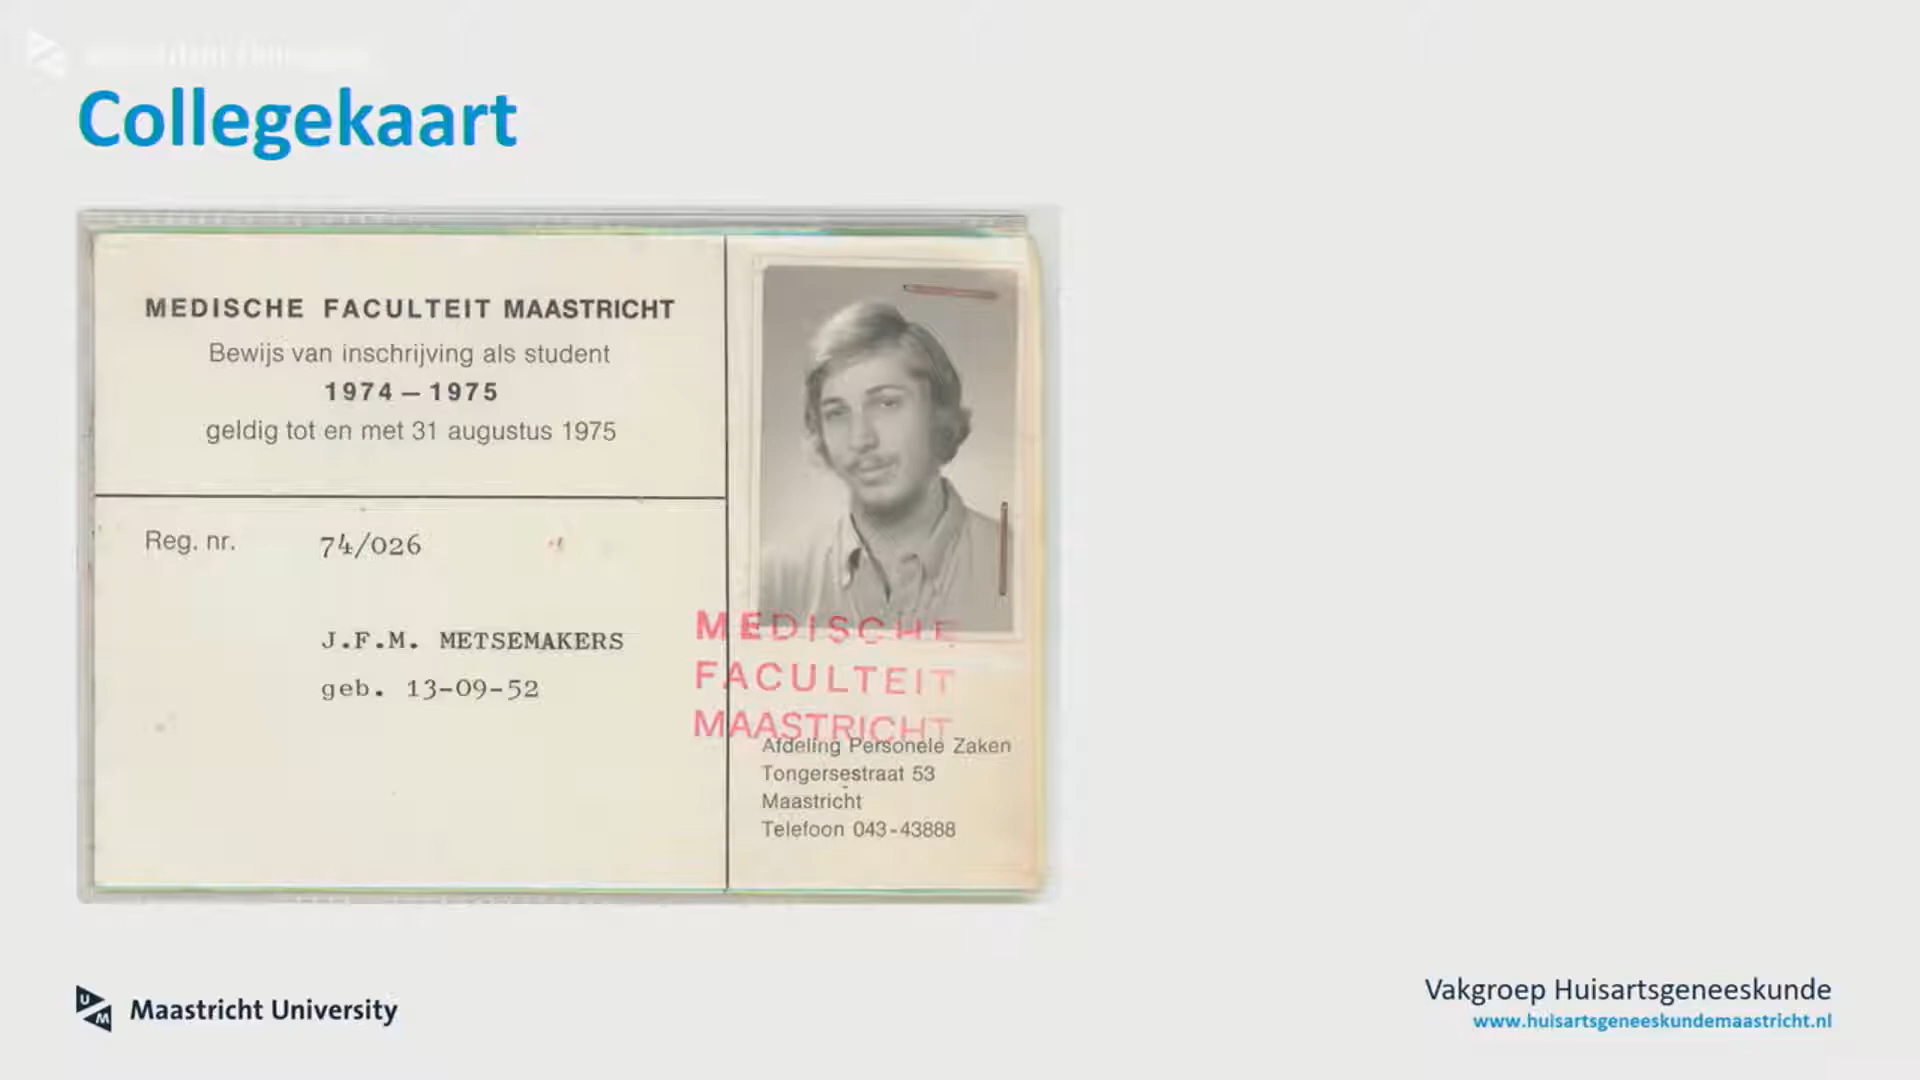 Collegekaart
MEDISCHE FACULTEIT MAASTRICHT
Bewijs van inschrijving als student
1974 – 1975
geldig tot en met 31 augustus 1975
Reg. nr. 74/026
J.F.M. METSEMAKERS
geb. 13-09-52
MEDISCHE
FACULTEIT
MAASTRICHT
Afdeling Personele Zaken
Tongersestraat 53
Maastricht
Telefoon 043-43888
UM Maastricht University
Vakgroep Huisartsgeneeskunde
www.huisartsgeneeskundemaastricht.nl